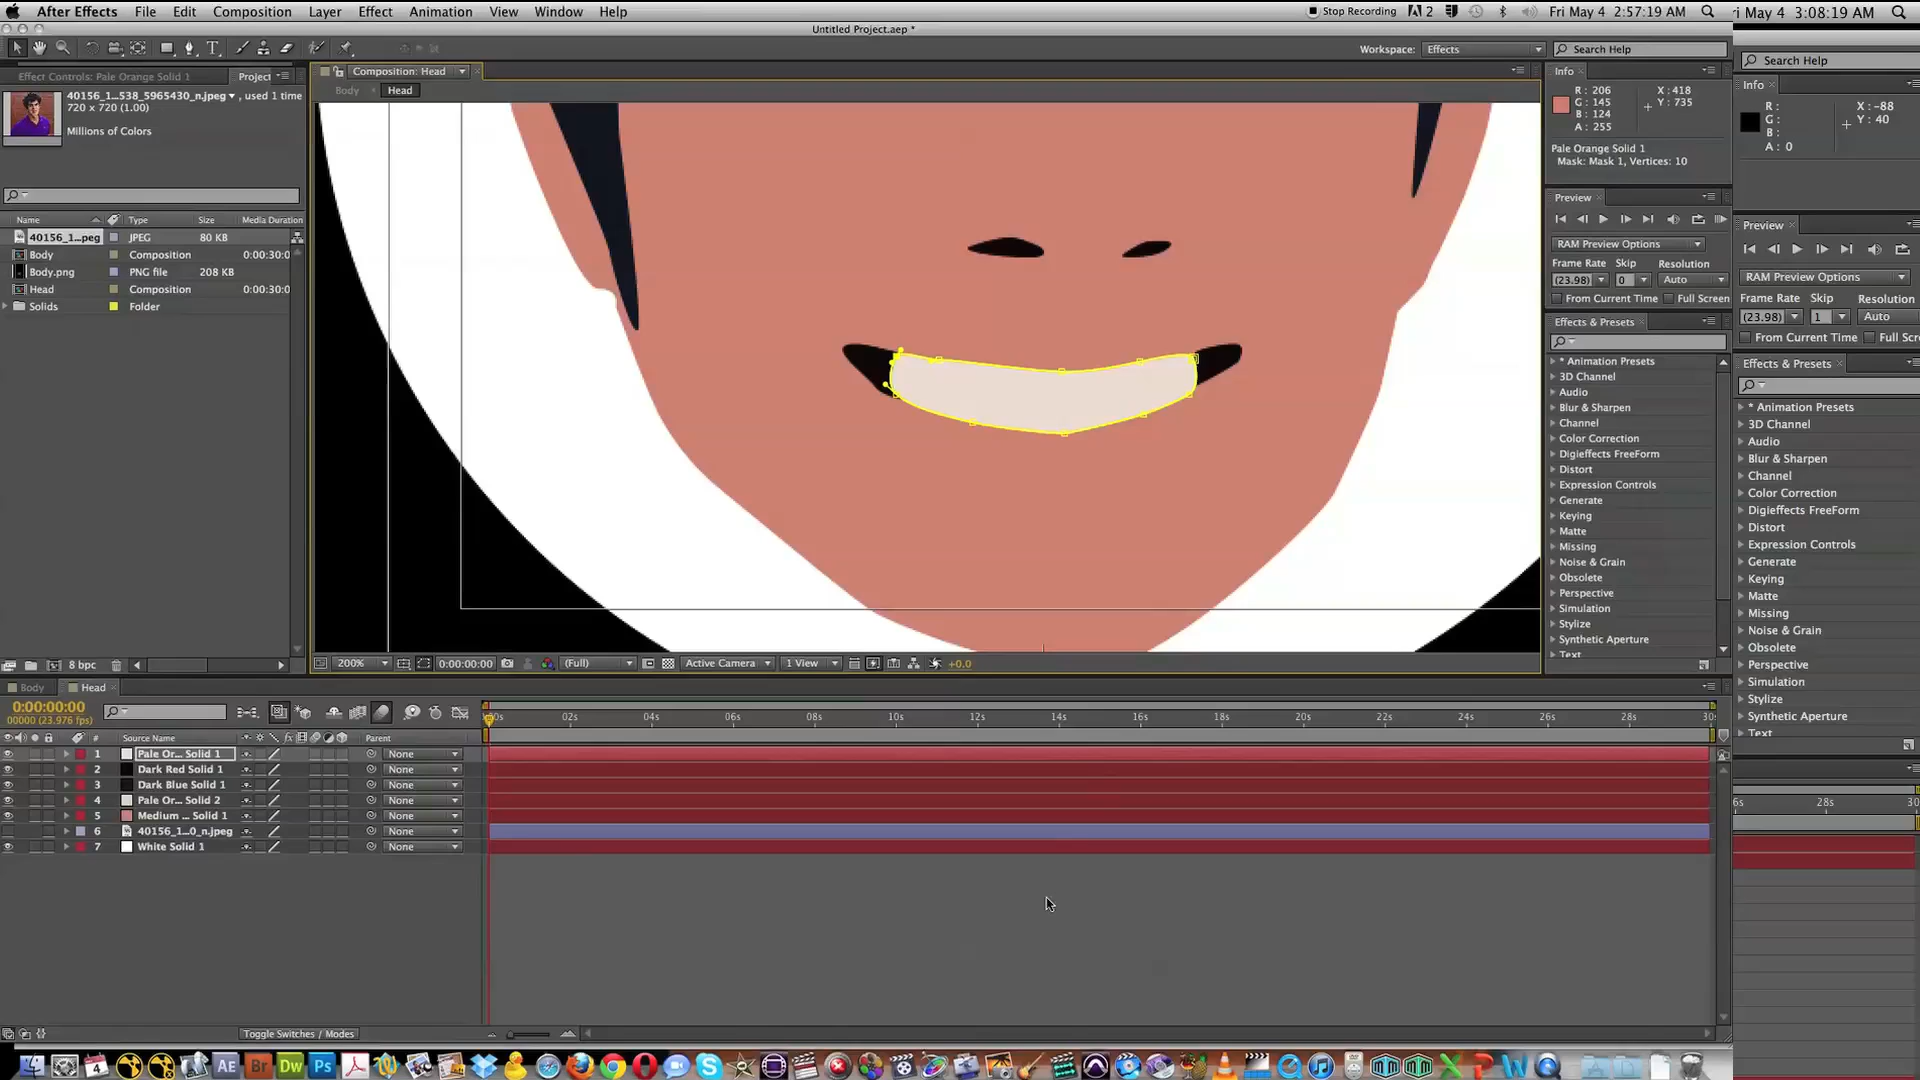 After Effects File Edit Composition Layer Effect Animation View Window Help
Stop Recording 2 Fri May 4 2:57:19 AM
ri May 4 3:08:19 AM
Untitled Project.aep *
Workspace: Effects Search Help
Search Help
Effect Controls: Pale Orange Solid 1 Project
Composition: Head
Body Head
40156_1...538_5965430_n.jpeg , used 1 time
720 x 720 (1.00)
Millions of Colors
Name Type Size Media Duration
40156_1...peg JPEG 80 KB
Body Composition 0:00:30:0
Body.png PNG file 208 KB
Head Composition 0:00:30:0
Solids Folder
8 bpc
200% 0:00:00:00 (Full) Active Camera 1 View +0.0
Info
R: 206 X: 418
G: 145 Y: 735
B: 124
A: 255
Pale Orange Solid 1
Mask: Mask 1, Vertices: 10
Preview
RAM Preview Options
Frame Rate Skip Resolution
(23.98) 0 Auto
From Current Time Full Screen
Effects & Presets
* Animation Presets
3D Channel
Audio
Blur & Sharpen
Channel
Color Correction
Digieffects FreeForm
Distort
Expression Controls
Generate
Keying
Matte
Missing
Noise & Grain
Obsolete
Perspective
Simulation
Stylize
Synthetic Aperture
Text
Info
R: X: -88
G: Y: 40
B:
A: 0
Preview
RAM Preview Options
Frame Rate Skip Resolution
(23.98) 1 Auto
From Current Time Full Scre
Effects & Presets
* Animation Presets
3D Channel
Audio
Blur & Sharpen
Channel
Color Correction
Digieffects FreeForm
Distort
Expression Controls
Generate
Keying
Matte
Missing
Noise & Grain
Obsolete
Perspective
Simulation
Stylize
Synthetic Aperture
Text
Body Head
0:00:00:00
00000 (23.976 fps)
00s 02s 04s 06s 08s 10s 12s 14s 16s 18s 20s 22s 24s 26s 28s 30s
6s 28s 30
# Source Name Parent
1 Pale Or... Solid 1 None
2 Dark Red Solid 1 None
3 Dark Blue Solid 1 None
4 Pale Or... Solid 2 None
5 Medium ... Solid 1 None
6 40156_1...0_n.jpeg None
7 White Solid 1 None
Toggle Switches / Modes
4 AE Br Dw Ps